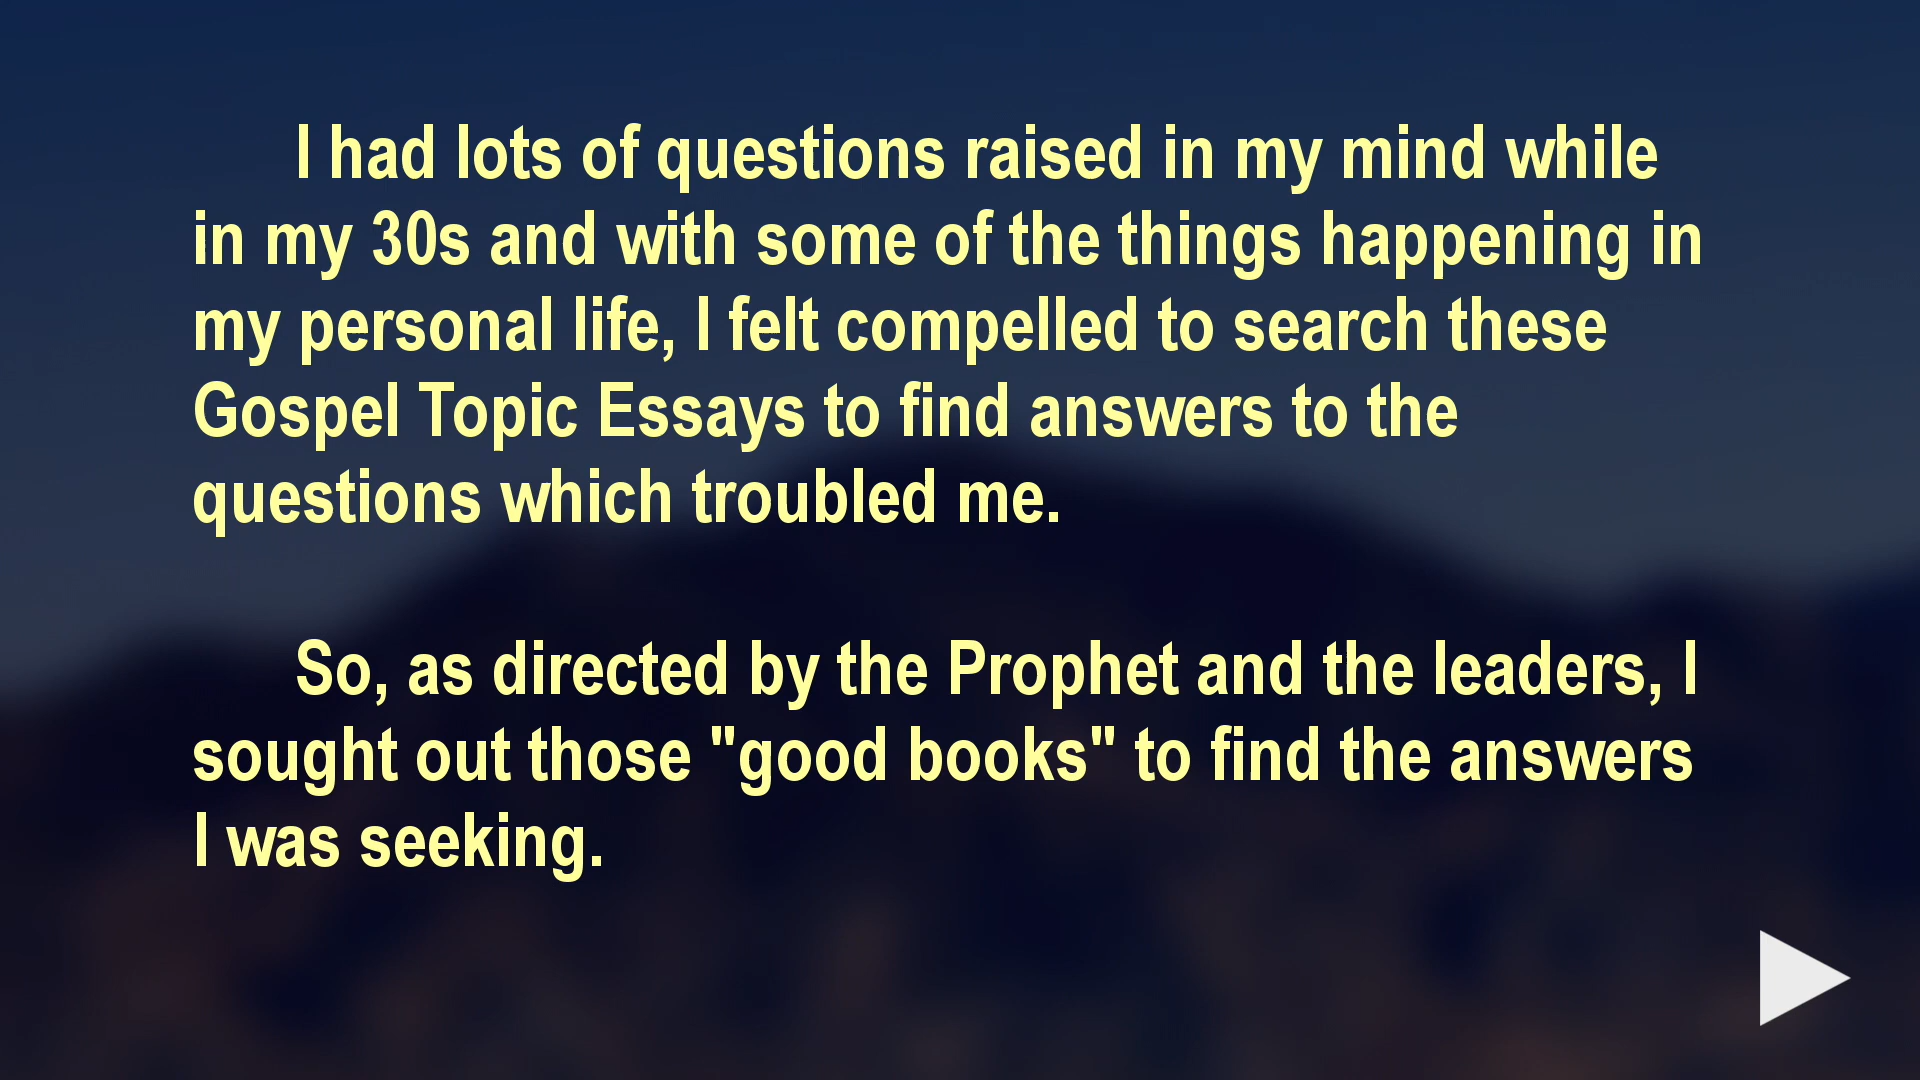 I had lots of questions raised in my mind while
in my 30s and with some of the things happening in
my personal life, I felt compelled to search these
Gospel Topic Essays to find answers to the
questions which troubled me.
So, as directed by the Prophet and the leaders, I
sought out those "good books" to find the answers
I was seeking.